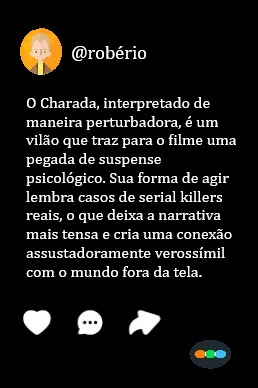 @robério
O Charada, interpretado de
maneira perturbadora, é um
vilão que traz para o filme uma
pegada de suspense
psicológico. Sua forma de agir
lembra casos de serial killers
reais, o que deixa a narrativa
mais tensa e cria uma conexão
assustadoramente verossímil
com o mundo fora da tela.